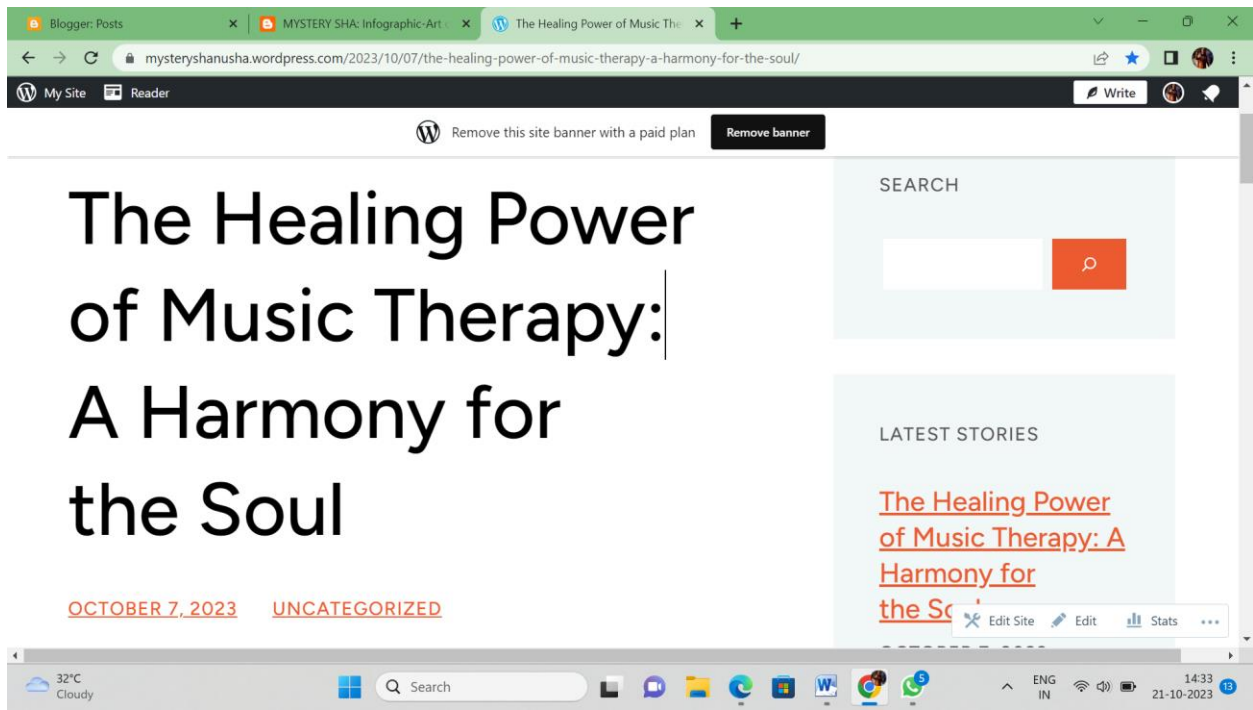 Blogger: Posts
MYSTERY SHA: Infographic-Art
The Healing Power of Music The
mysteryshanusha.wordpress.com/2023/10/07/the-healing-power-of-music-therapy-a-harmony-for-the-soul/
My Site Reader Write
Remove this site banner with a paid plan Remove banner
The Healing Power
of Music Therapy:
A Harmony for
the Soul
OCTOBER 7, 2023 UNCATEGORIZED
SEARCH
LATEST STORIES
The Healing Power
of Music Therapy: A
Harmony for
the
Edit Site Edit Stats
32°C
Cloudy
Search
5
ENG
IN
14:33
21-10-2023
13